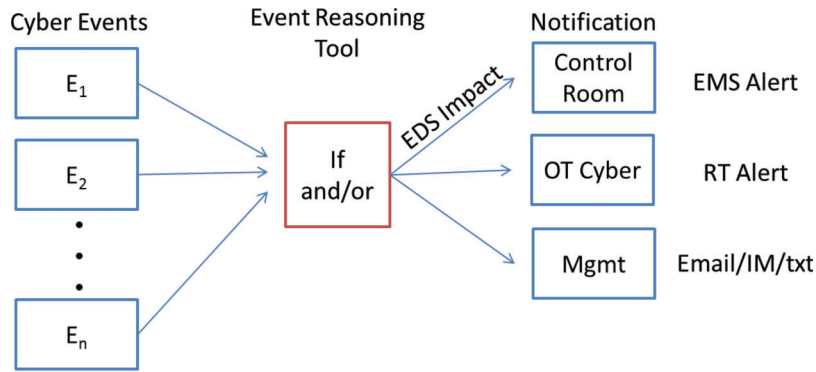 Cyber Events
Event Reasoning
Tool
Notification
E1
E2
En
If
and/or
EDS Impact
Control
Room
EMS Alert
OT Cyber
RT Alert
Mgmt
Email/IM/txt